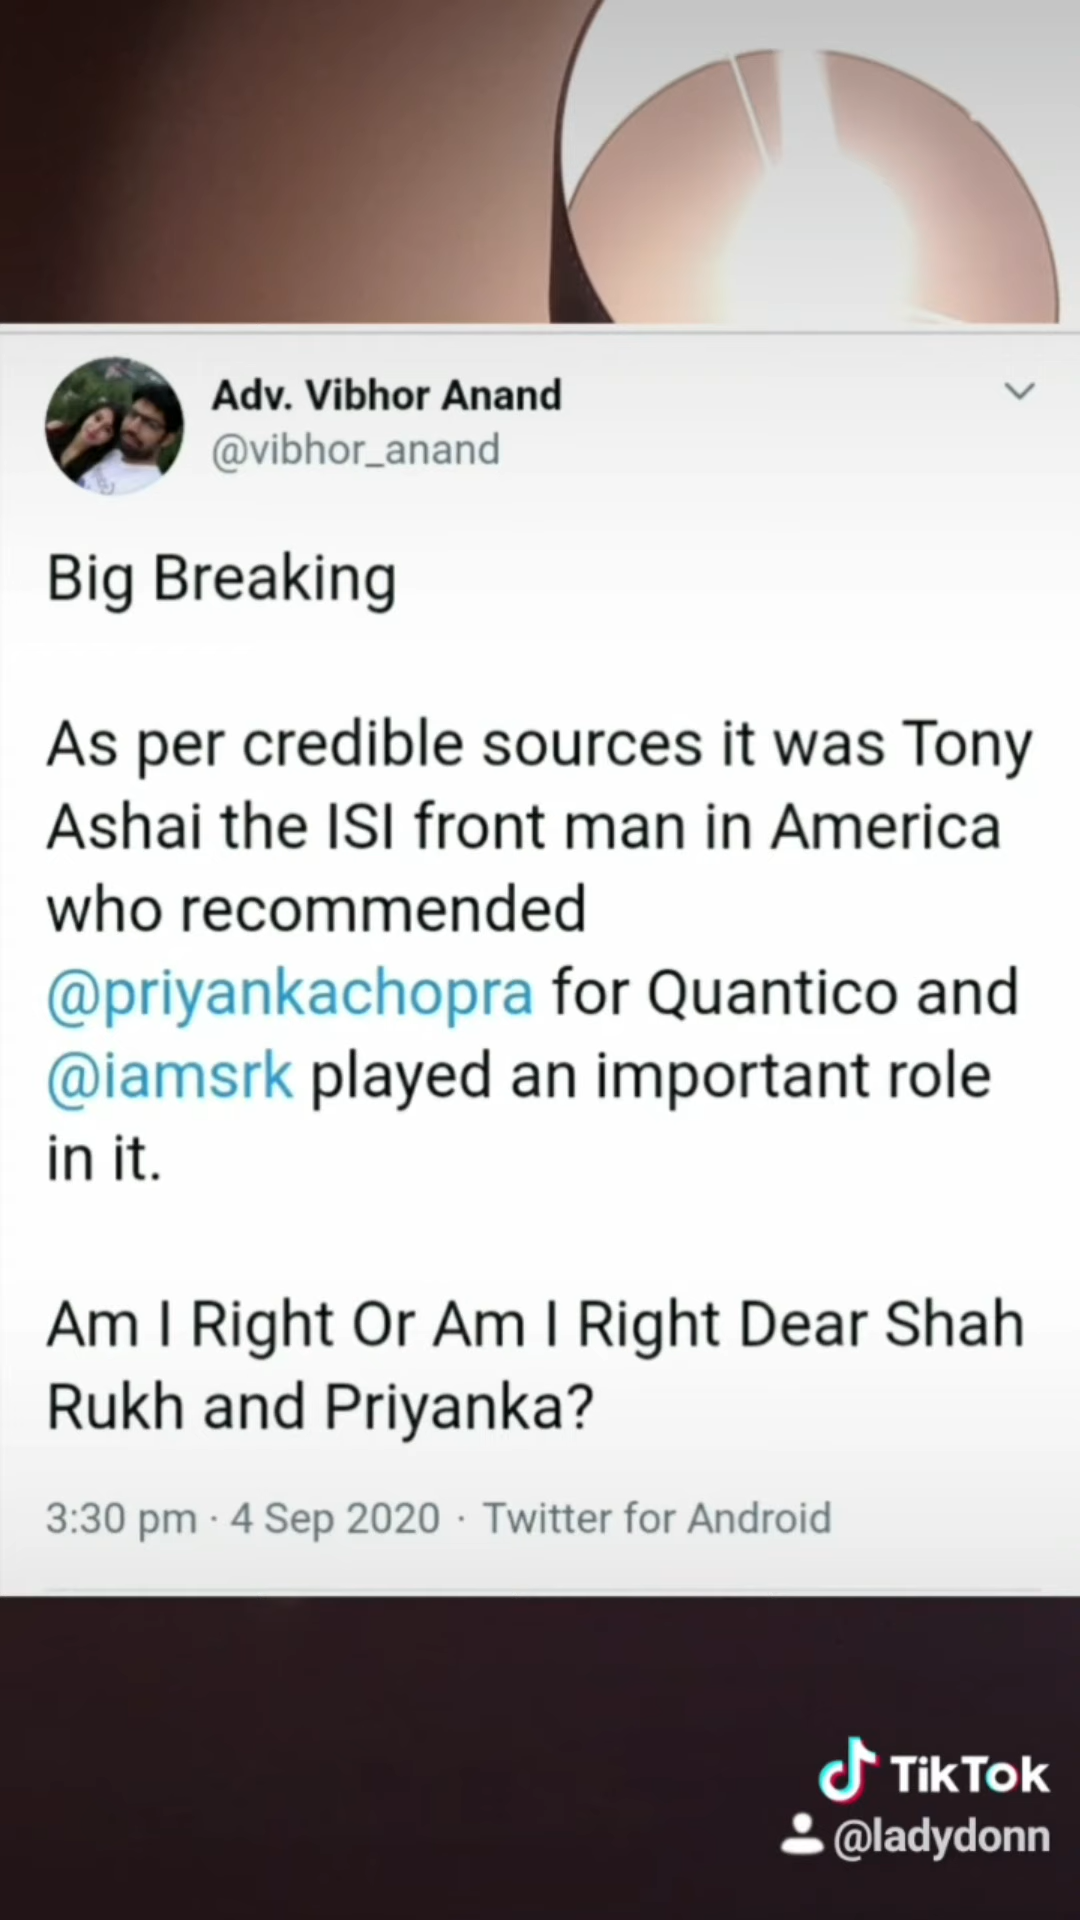 Adv. Vibhor Anand
@vibhor_anand
Big Breaking
As per credible sources it was Tony
Ashai the ISI front man in America
who recommended
@priyankachopra for Quantico and
@iamsrk played an important role
in it.
Am I Right Or Am I Right Dear Shah
Rukh and Priyanka?
3:30 pm · 4 Sep 2020 · Twitter for Android
TikTok
@ladydonn